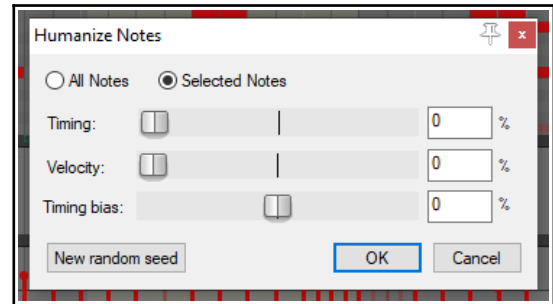 Humanize Notes
All Notes Selected Notes
Timing: 0 %
Velocity: 0 %
Timing bias: 0 %
New random seed OK Cancel